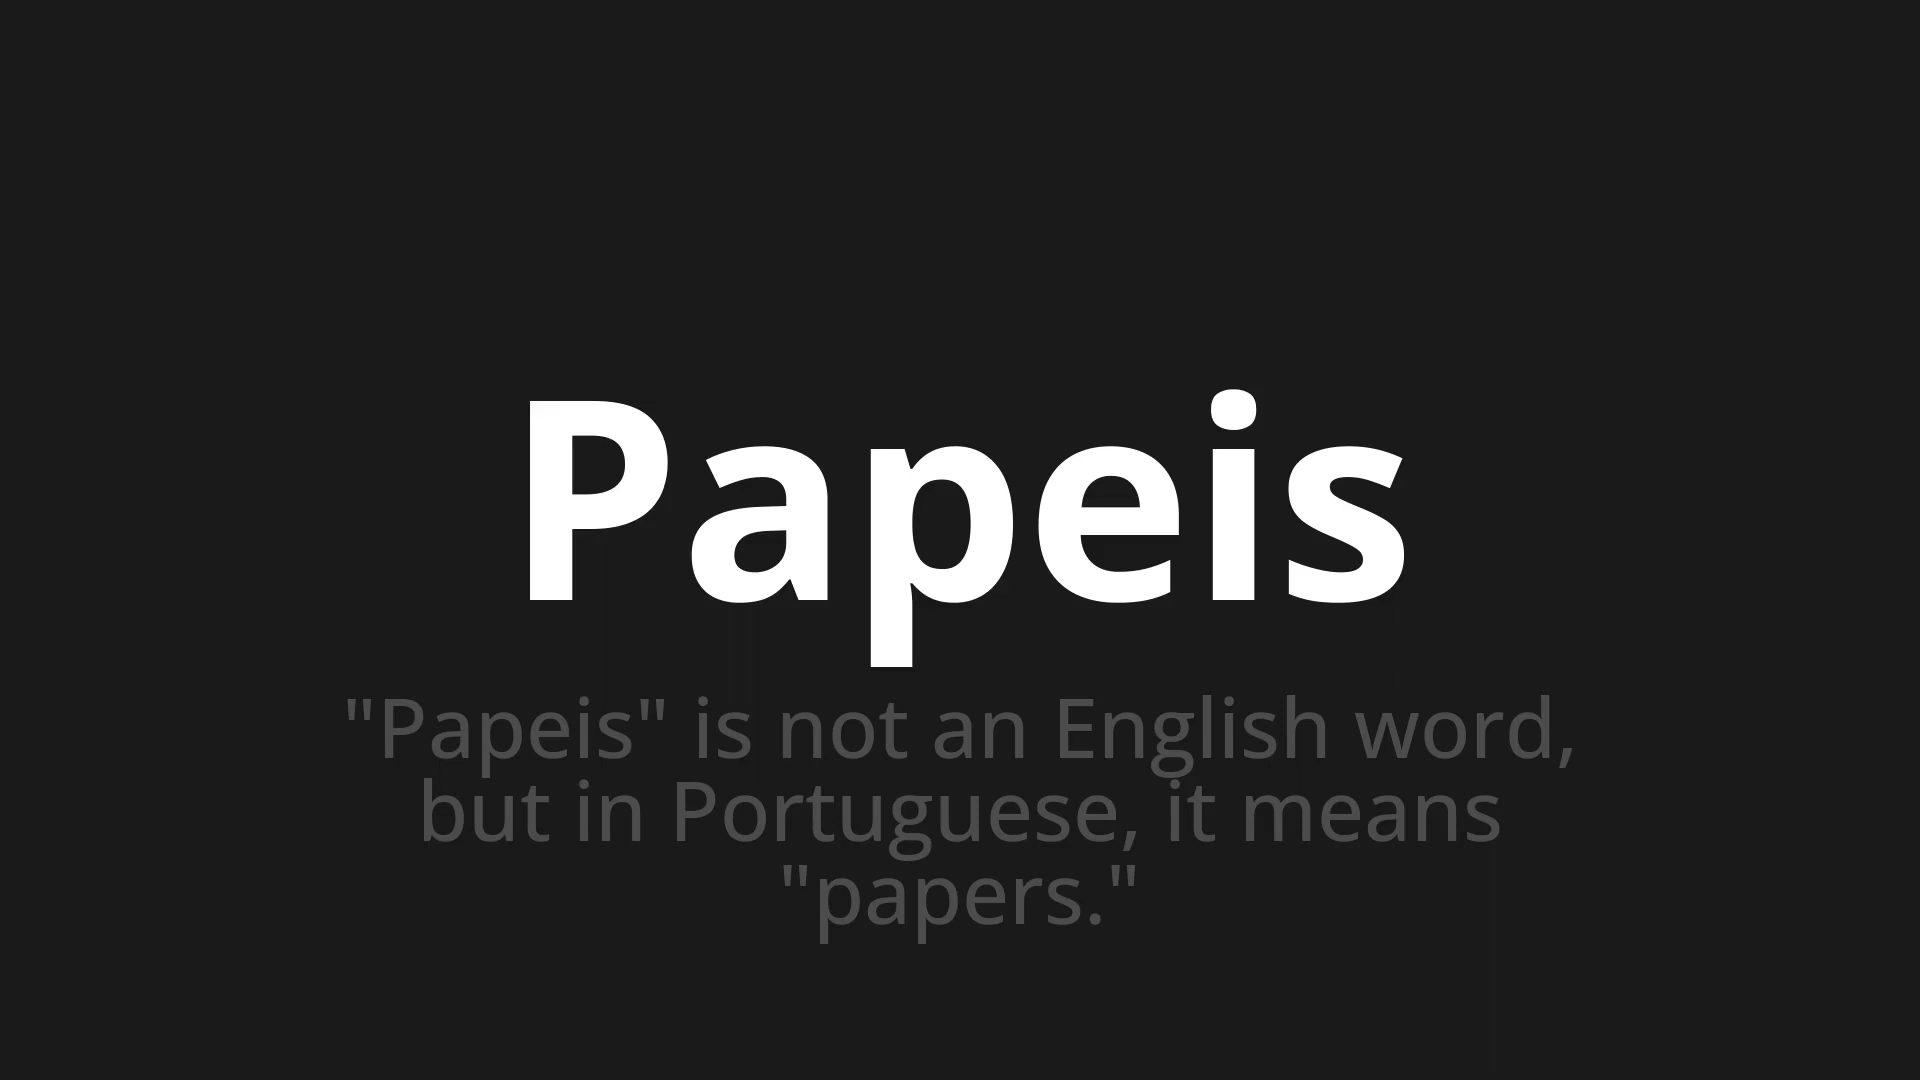 Papeis
"Papeis" is not an English word,
but in Portuguese, it means
"papers."